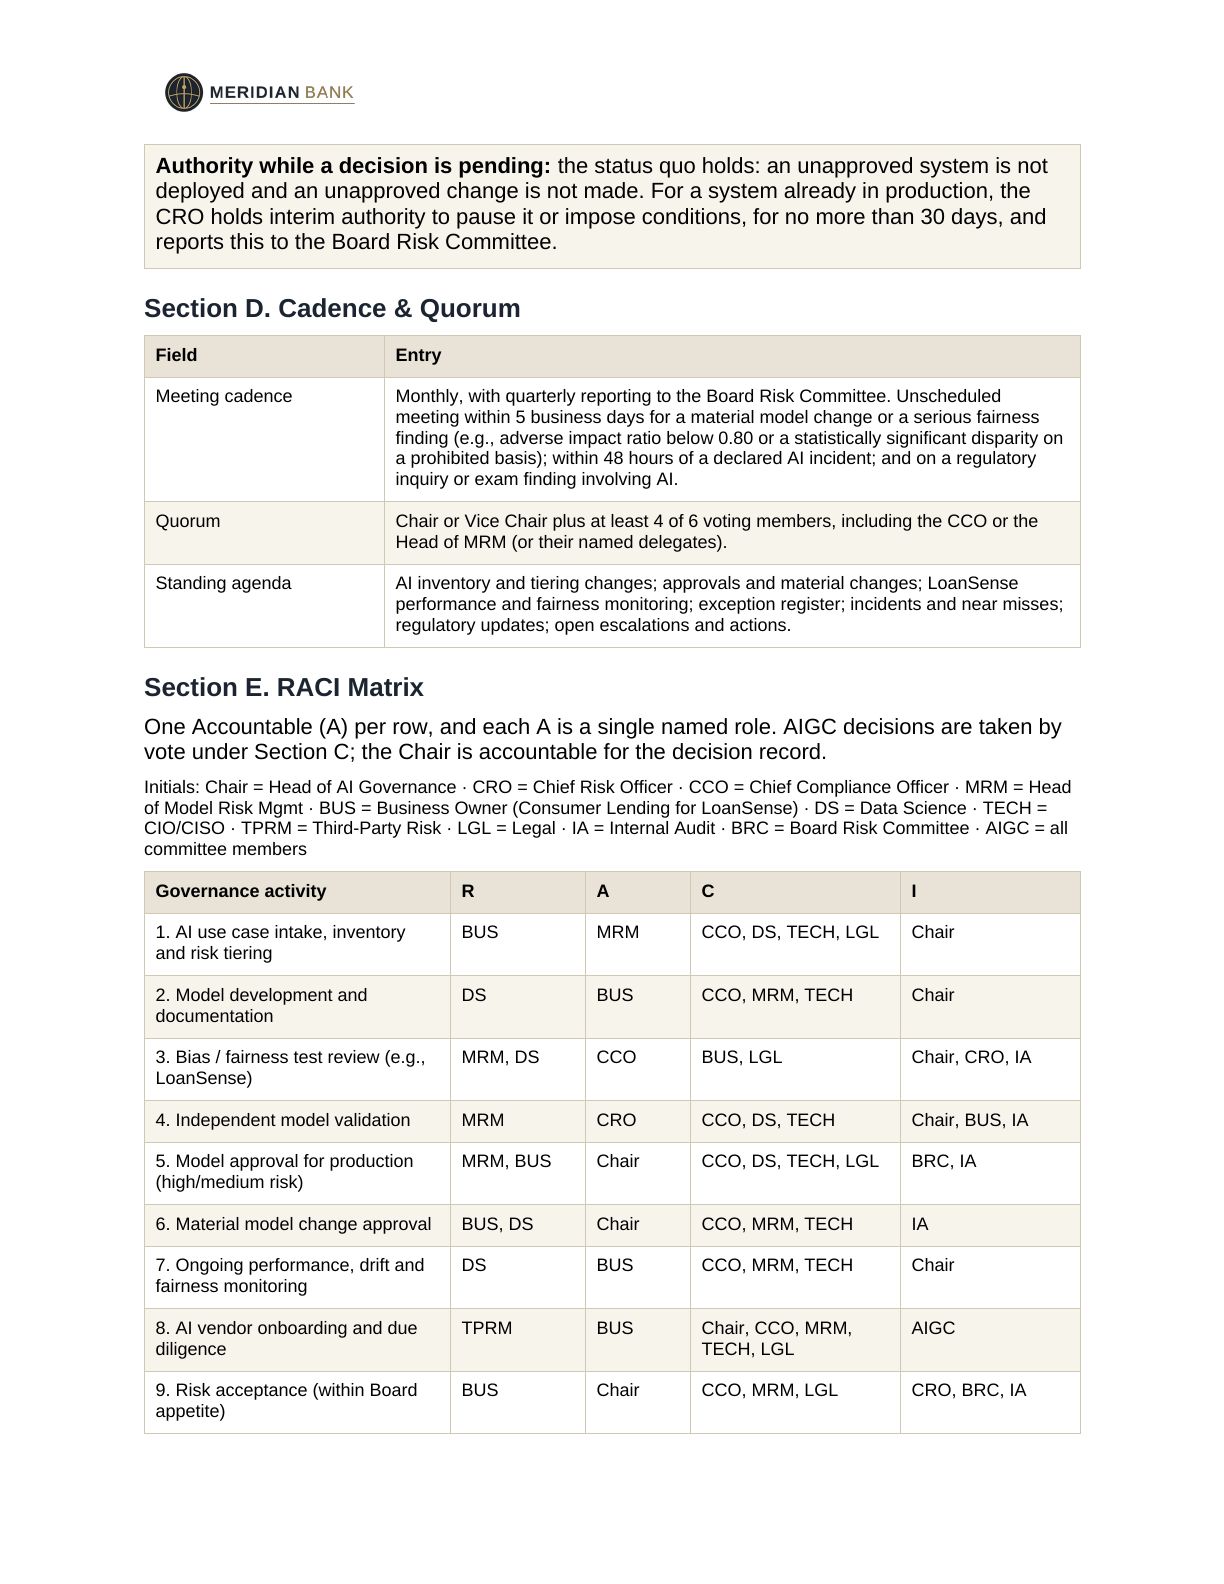 MERIDIAN BANK
Authority while a decision is pending: the status quo holds: an unapproved system is not
deployed and an unapproved change is not made. For a system already in production, the
CRO holds interim authority to pause it or impose conditions, for no more than 30 days, and
reports this to the Board Risk Committee.
Section D. Cadence & Quorum
Field Entry
Meeting cadence Monthly, with quarterly reporting to the Board Risk Committee. Unscheduled
meeting within 5 business days for a material model change or a serious fairness
finding (e.g., adverse impact ratio below 0.80 or a statistically significant disparity on
a prohibited basis); within 48 hours of a declared AI incident; and on a regulatory
inquiry or exam finding involving AI.
Quorum Chair or Vice Chair plus at least 4 of 6 voting members, including the CCO or the
Head of MRM (or their named delegates).
Standing agenda AI inventory and tiering changes; approvals and material changes; LoanSense
performance and fairness monitoring; exception register; incidents and near misses;
regulatory updates; open escalations and actions.
Section E. RACI Matrix
One Accountable (A) per row, and each A is a single named role. AIGC decisions are taken by
vote under Section C; the Chair is accountable for the decision record.
Initials: Chair = Head of AI Governance · CRO = Chief Risk Officer · CCO = Chief Compliance Officer · MRM = Head
of Model Risk Mgmt · BUS = Business Owner (Consumer Lending for LoanSense) · DS = Data Science · TECH =
CIO/CISO · TPRM = Third-Party Risk · LGL = Legal · IA = Internal Audit · BRC = Board Risk Committee · AIGC = all
committee members
Governance activity R A C I
1. AI use case intake, inventory BUS MRM CCO, DS, TECH, LGL Chair
and risk tiering
2. Model development and DS BUS CCO, MRM, TECH Chair
documentation
3. Bias / fairness test review (e.g., MRM, DS CCO BUS, LGL Chair, CRO, IA
LoanSense)
4. Independent model validation MRM CRO CCO, DS, TECH Chair, BUS, IA
5. Model approval for production MRM, BUS Chair CCO, DS, TECH, LGL BRC, IA
(high/medium risk)
6. Material model change approval BUS, DS Chair CCO, MRM, TECH IA
7. Ongoing performance, drift and DS BUS CCO, MRM, TECH Chair
fairness monitoring
8. AI vendor onboarding and due TPRM BUS Chair, CCO, MRM, AIGC
diligence TECH, LGL
9. Risk acceptance (within Board BUS Chair CCO, MRM, LGL CRO, BRC, IA
appetite)